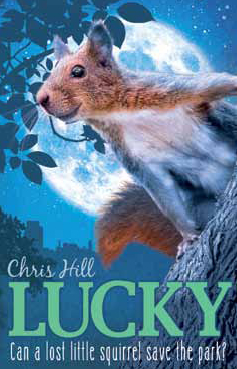 Chris Hill
LUCKY
Can a lost little squirrel save the park?